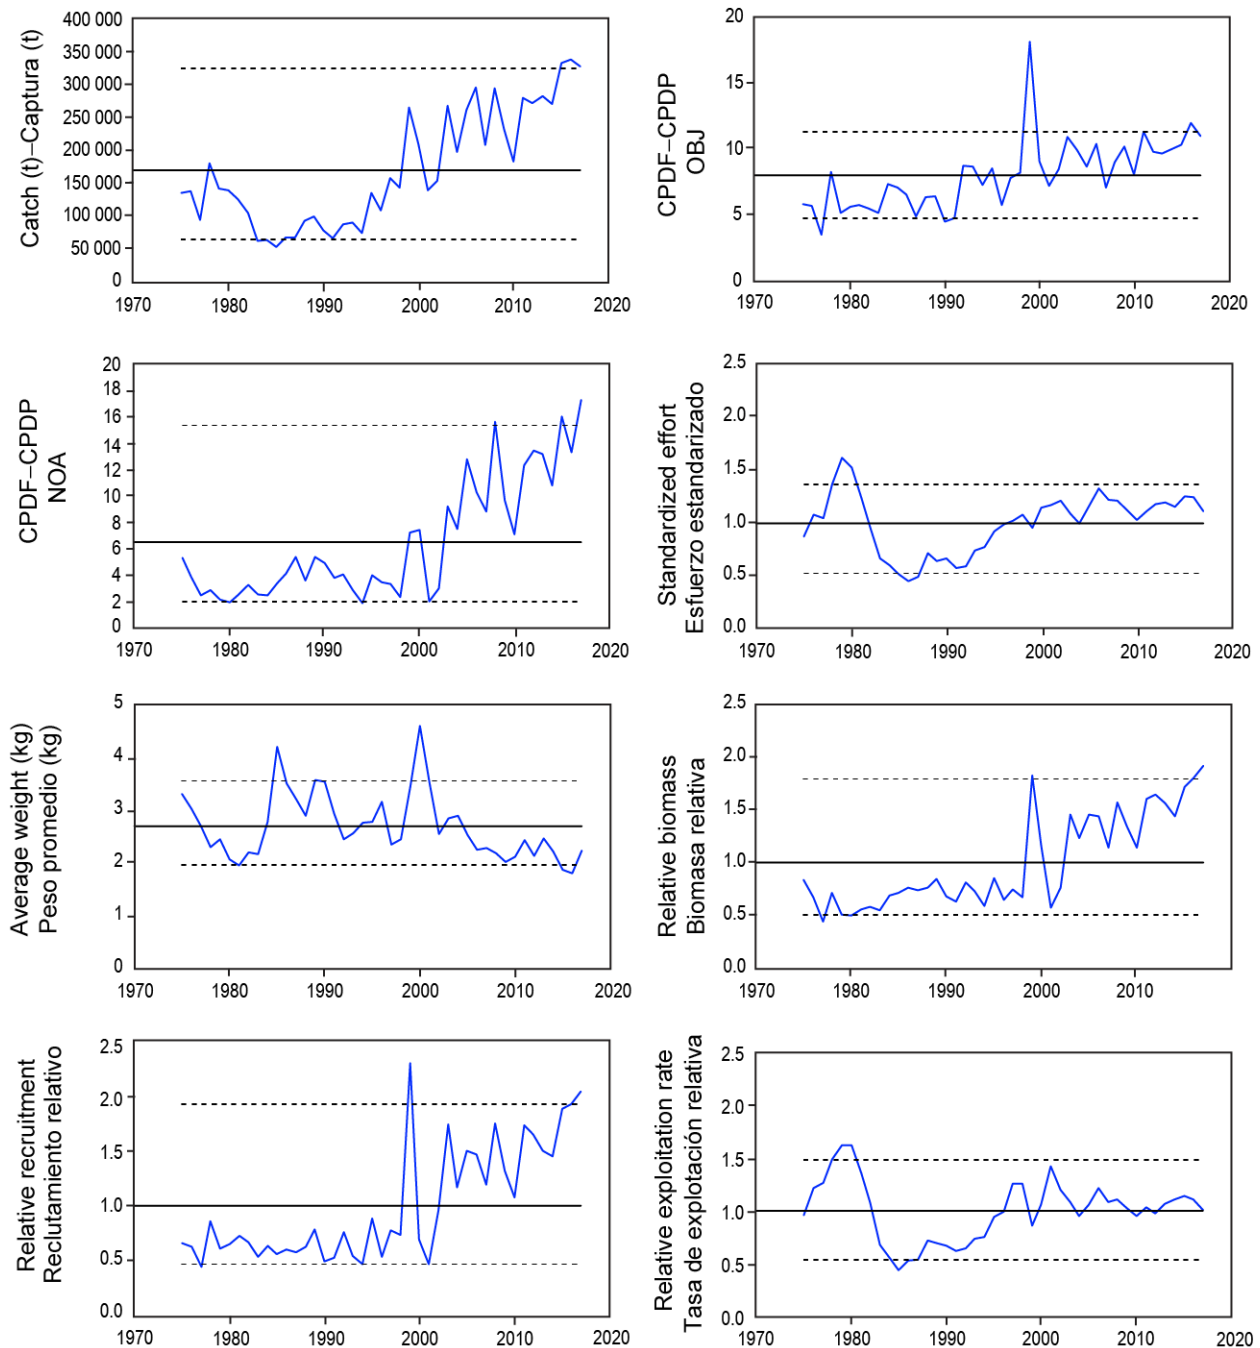 Catch (t)–Captura (t)
400 000
350 000
300 000
250 000
200 000
150 000
100 000
50 000
0
1970 1980 1990 2000 2010 2020
CPDF–CPDP
OBJ
20
15
10
5
0
1970 1980 1990 2000 2010 2020
CPDF–CPDP
NOA
20
18
16
14
12
10
8
6
4
2
0
1970 1980 1990 2000 2010 2020
Standardized effort
Esfuerzo estandarizado
2.5
2.0
1.5
1.0
0.5
0.0
1970 1980 1990 2000 2010 2020
Average weight (kg)
Peso promedio (kg)
5
4
3
2
1
0
1970 1980 1990 2000 2010 2020
Relative biomass
Biomasa relativa
2.5
2.0
1.5
1.0
0.5
0.0
1970 1980 1990 2000 2010 2020
Relative recruitment
Reclutamiento relativo
2.5
2.0
1.5
1.0
0.5
0.0
1970 1980 1990 2000 2010 2020
Relative exploitation rate
Tasa de explotación relativa
2.5
2.0
1.5
1.0
0.5
0.0
1970 1980 1990 2000 2010 2020